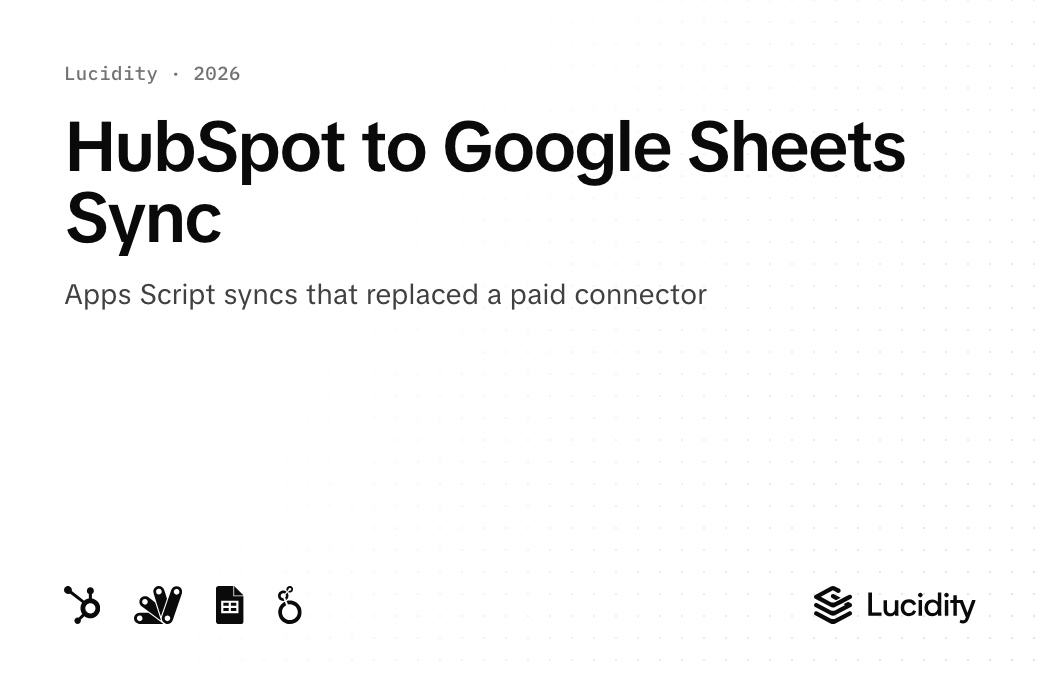 Lucidity · 2026
HubSpot to Google Sheets
Sync
Apps Script syncs that replaced a paid connector
Lucidity